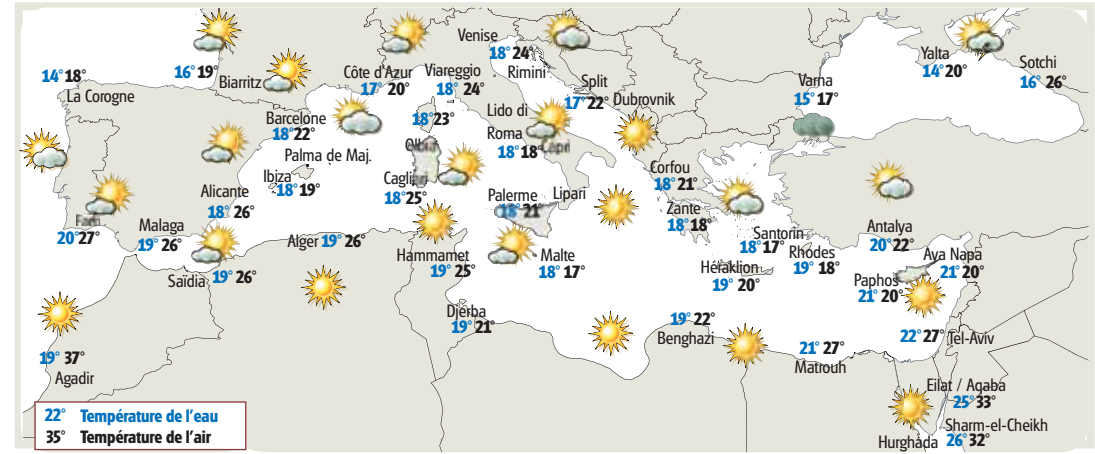 Venise
18° 24°
Rimini
Yalta
14° 20°
Sotchi
16° 26°
14° 18°
La Corogne
16° 19°
Biarritz
Côte d'Azur
17° 20°
Viareggio
18° 24°
Split
17° 22°
Dubrovnik
Varna
15° 17°
Barcelone
18° 22°
18° 23°
Olbia
Lido di
Roma
18° 18°
Capri
Palma de Maj.
Ibiza
18° 19°
Cagliari
18° 25°
Corfou
18° 21°
Alicante
18° 26°
Palerme
18° 21°
Lipari
Zante
18° 18°
Faro
20° 27°
Malaga
19° 26°
Alger 19° 26°
Santorin
18° 17°
Antalya
20° 22°
Hammamet
19° 25°
Malte
18° 17°
Rhodes
19° 18°
Ava Napa
21° 20°
Saïdia
19° 26°
Héraklion
19° 20°
Paphos
21° 20°
Djerba
19° 21°
19° 22°
Benghazi
22° 27°
Tel-Aviv
19° 37°
Agadir
21° 27°
Matrouh
Eilat / Aqaba
25° 33°
Sharm-el-Cheikh
26° 32°
Hurghada
22° Température de l'eau
35° Température de l'air